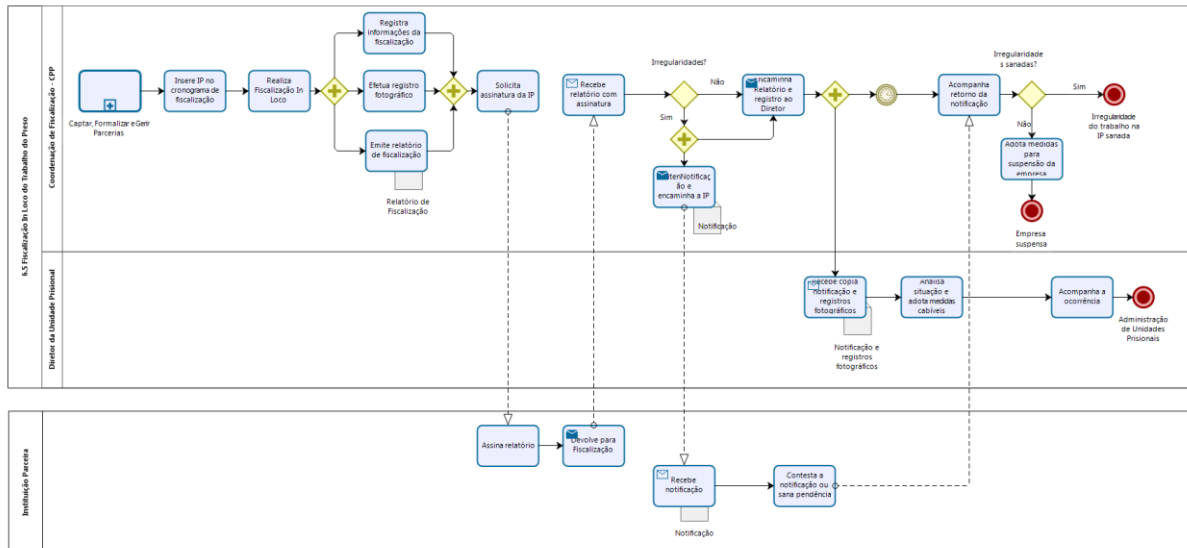 6.5 Fiscalização In Loco do Trabalho do Preso
Coordenação de Fiscalização - CPP
Captar, Formalizar e Gerir
Parcerias
Insere IP no
cronograma de
fiscalização
Realiza
Fiscalização In
Loco
Registra
informações da
fiscalização
Efetua registro
fotográfico
Emite relatório
de fiscalização
Relatório de
Fiscalização
Solicita
assinatura da IP
Recebe
relatório com
assinatura
Irregularidades?
Não
Sim
Encaminha
Relatório e
registro ao
Diretor
ão e
encaminha a IP
Notificação
Acompanha
retorno da
notificação
Irregularidade
s sanadas?
Sim
Irregularidade
do trabalho na
IP sanada
Não
Adota medidas
para
suspensão da
empresa
Empresa
suspensa
Diretor da Unidade Prisional
Recebe cópia
notificação e
registros
fotográficos
Notificação e
registros
fotográficos
Analisa
situação e
adota medidas
cabíveis
Acompanha a
ocorrência
Administração
de Unidades
Prisionais
Instituição Parceira
Assina relatório
Devolve para
Fiscalização
Recebe
notificação
Notificação
Contesta a
notificação ou
sana pendência